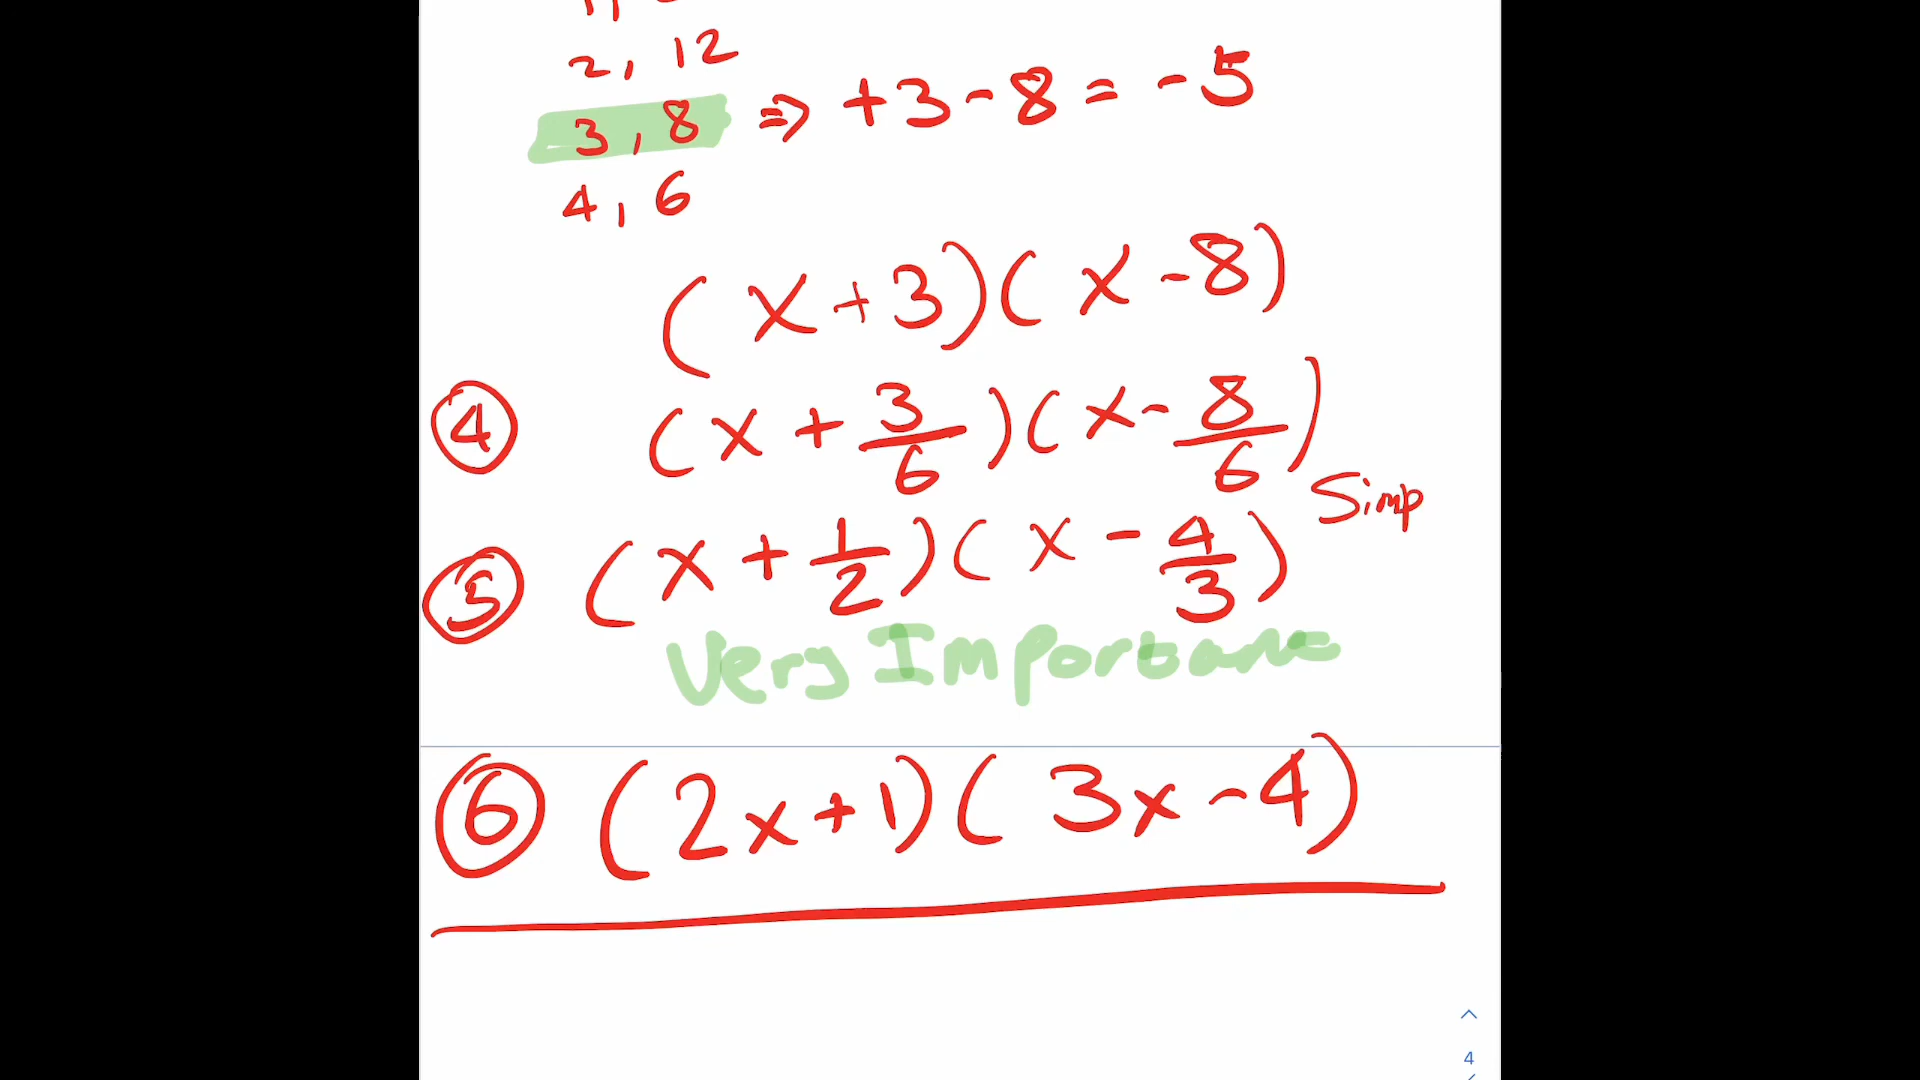 2, 12
3, 8 ⇒ +3-8 = -5
4, 6
(x+3)(x-8)
④ (x + 3/6)(x - 8/6)
Simp
⑤ (x + 1/2)(x - 4/3)
Very Important
⑥ (2x+1)(3x-4)
4